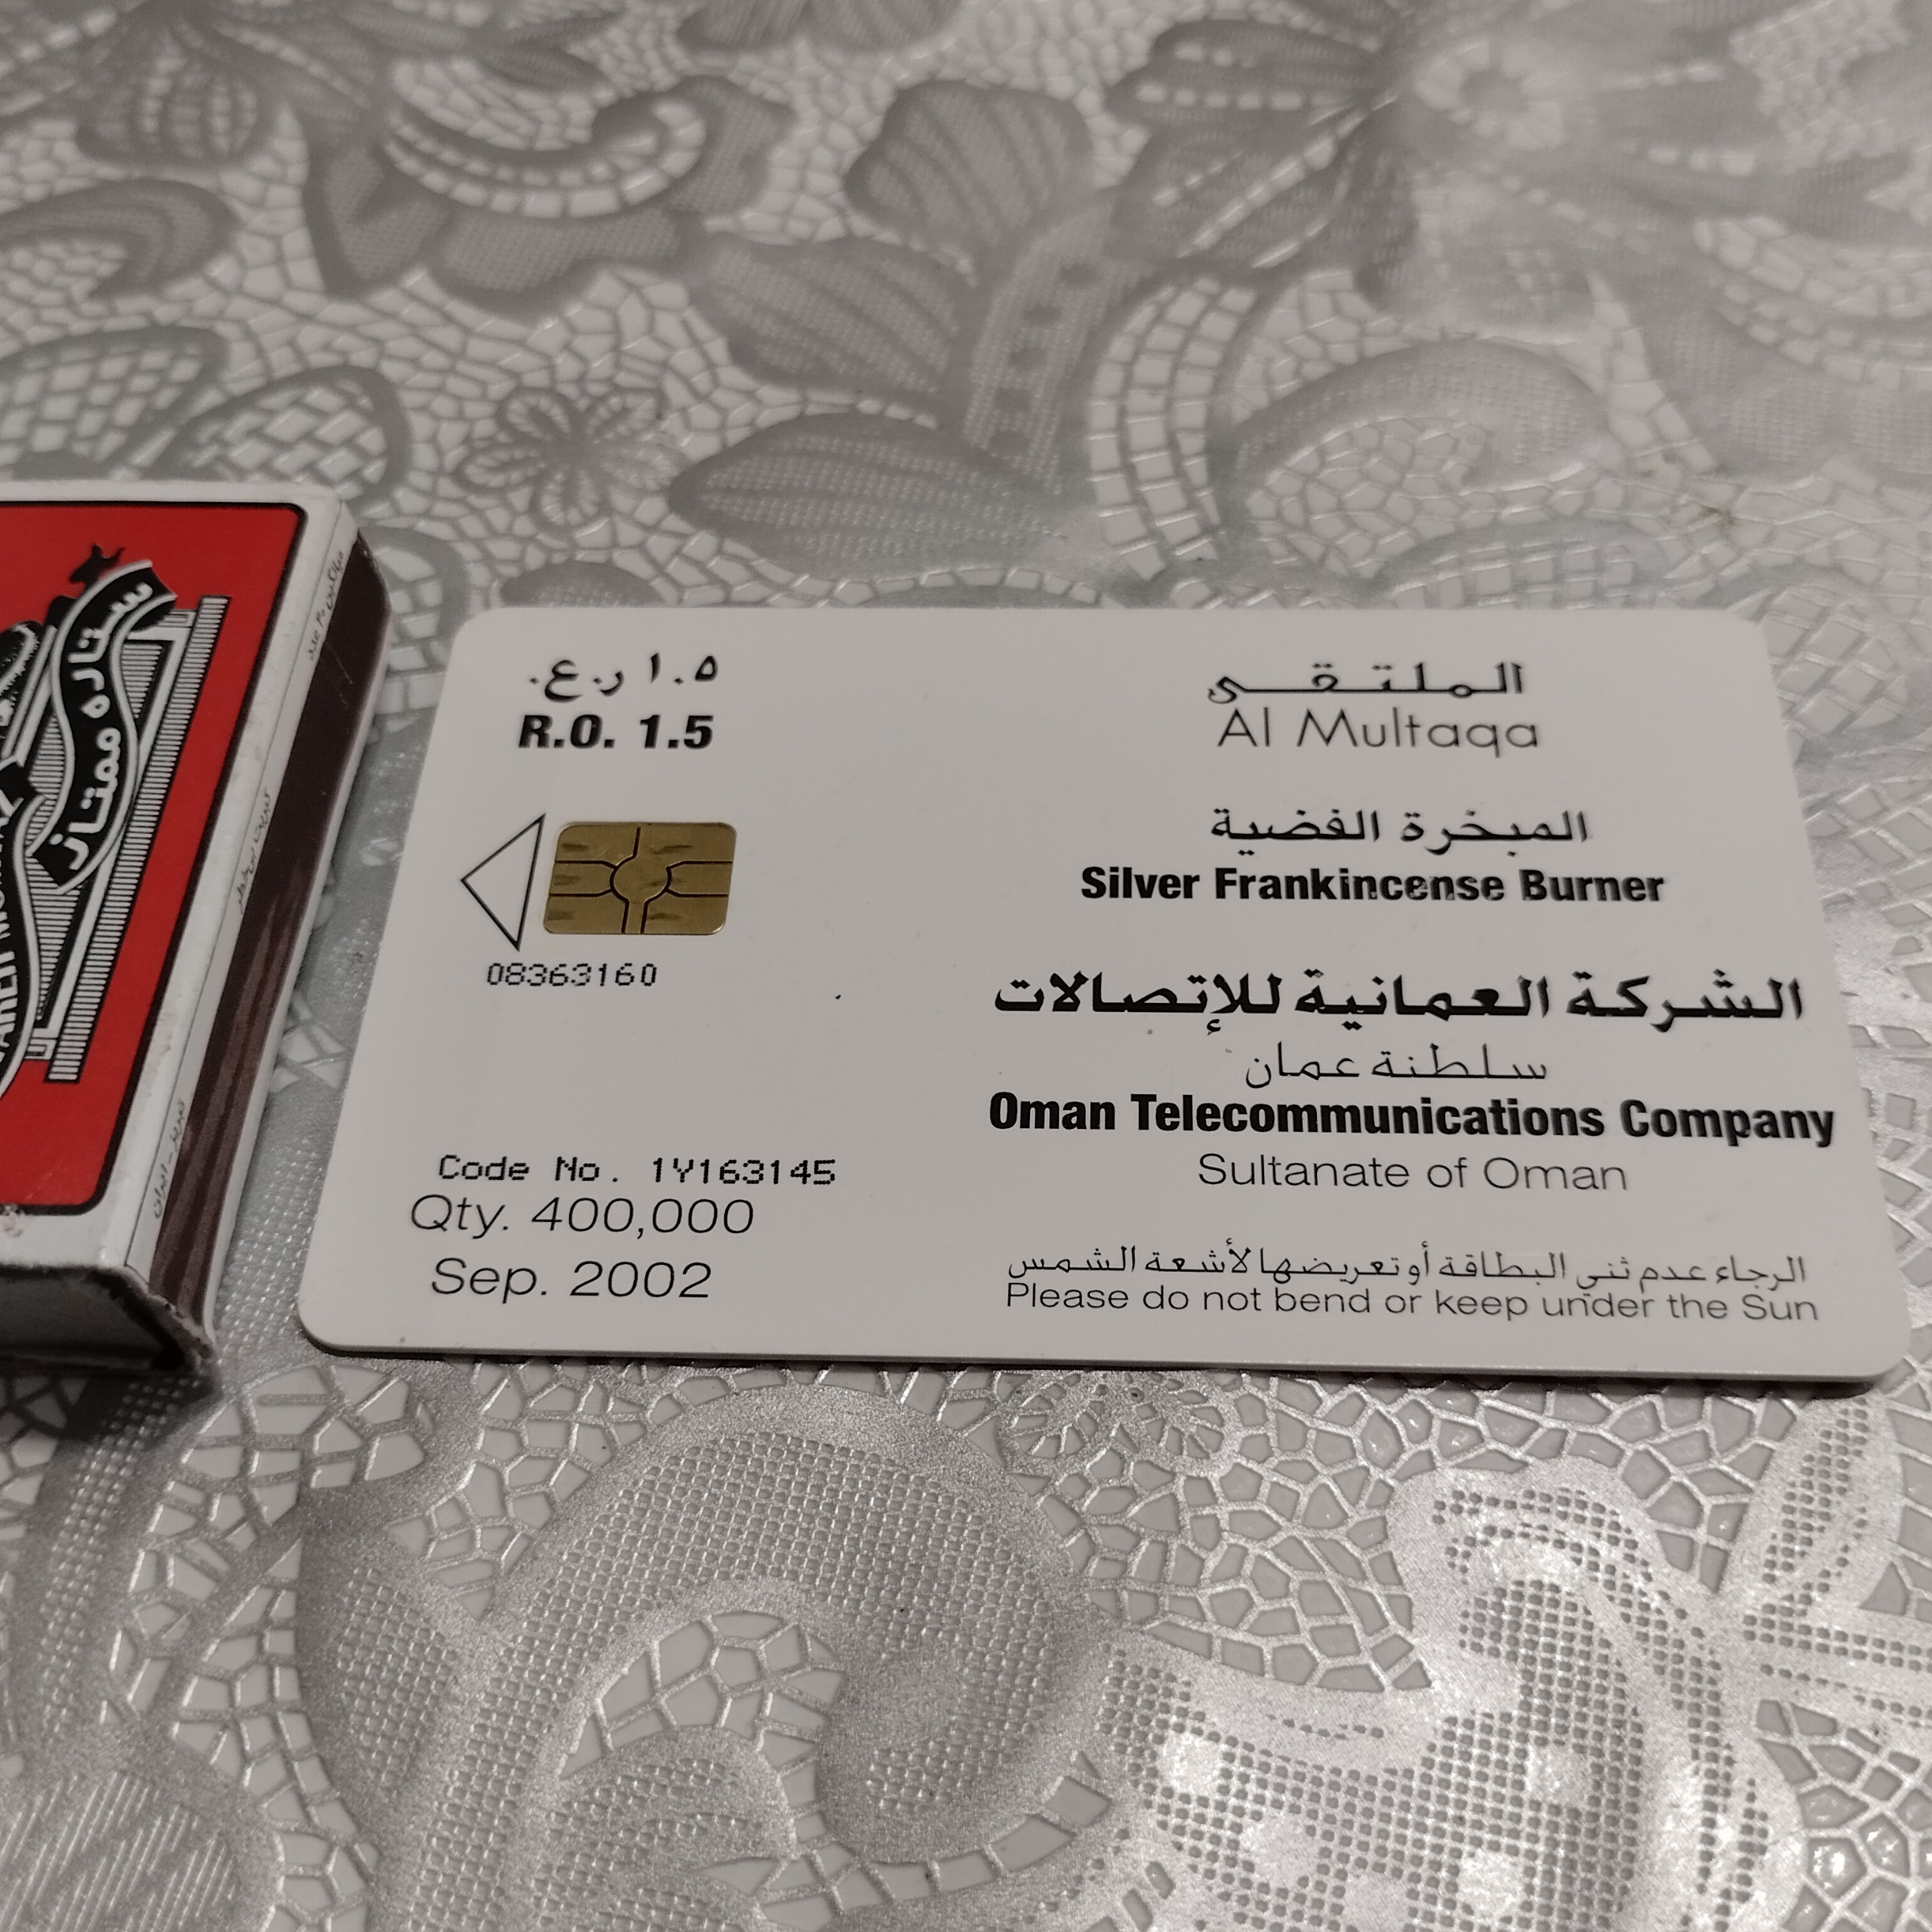 ستاره ممتاز
١.٥ ر.ع.
R.O. 1.5
08363160
Code No. 1Y163145
Qty. 400,000
Sep. 2002
الملتقى
Al Multaqa
المبخرة الفضية
Silver Frankincense Burner
الشركة العمانية للإتصالات
سلطنة عمان
Oman Telecommunications Company
Sultanate of Oman
الرجاء عدم ثني البطاقة أو تعريضها لأشعة الشمس
Please do not bend or keep under the Sun